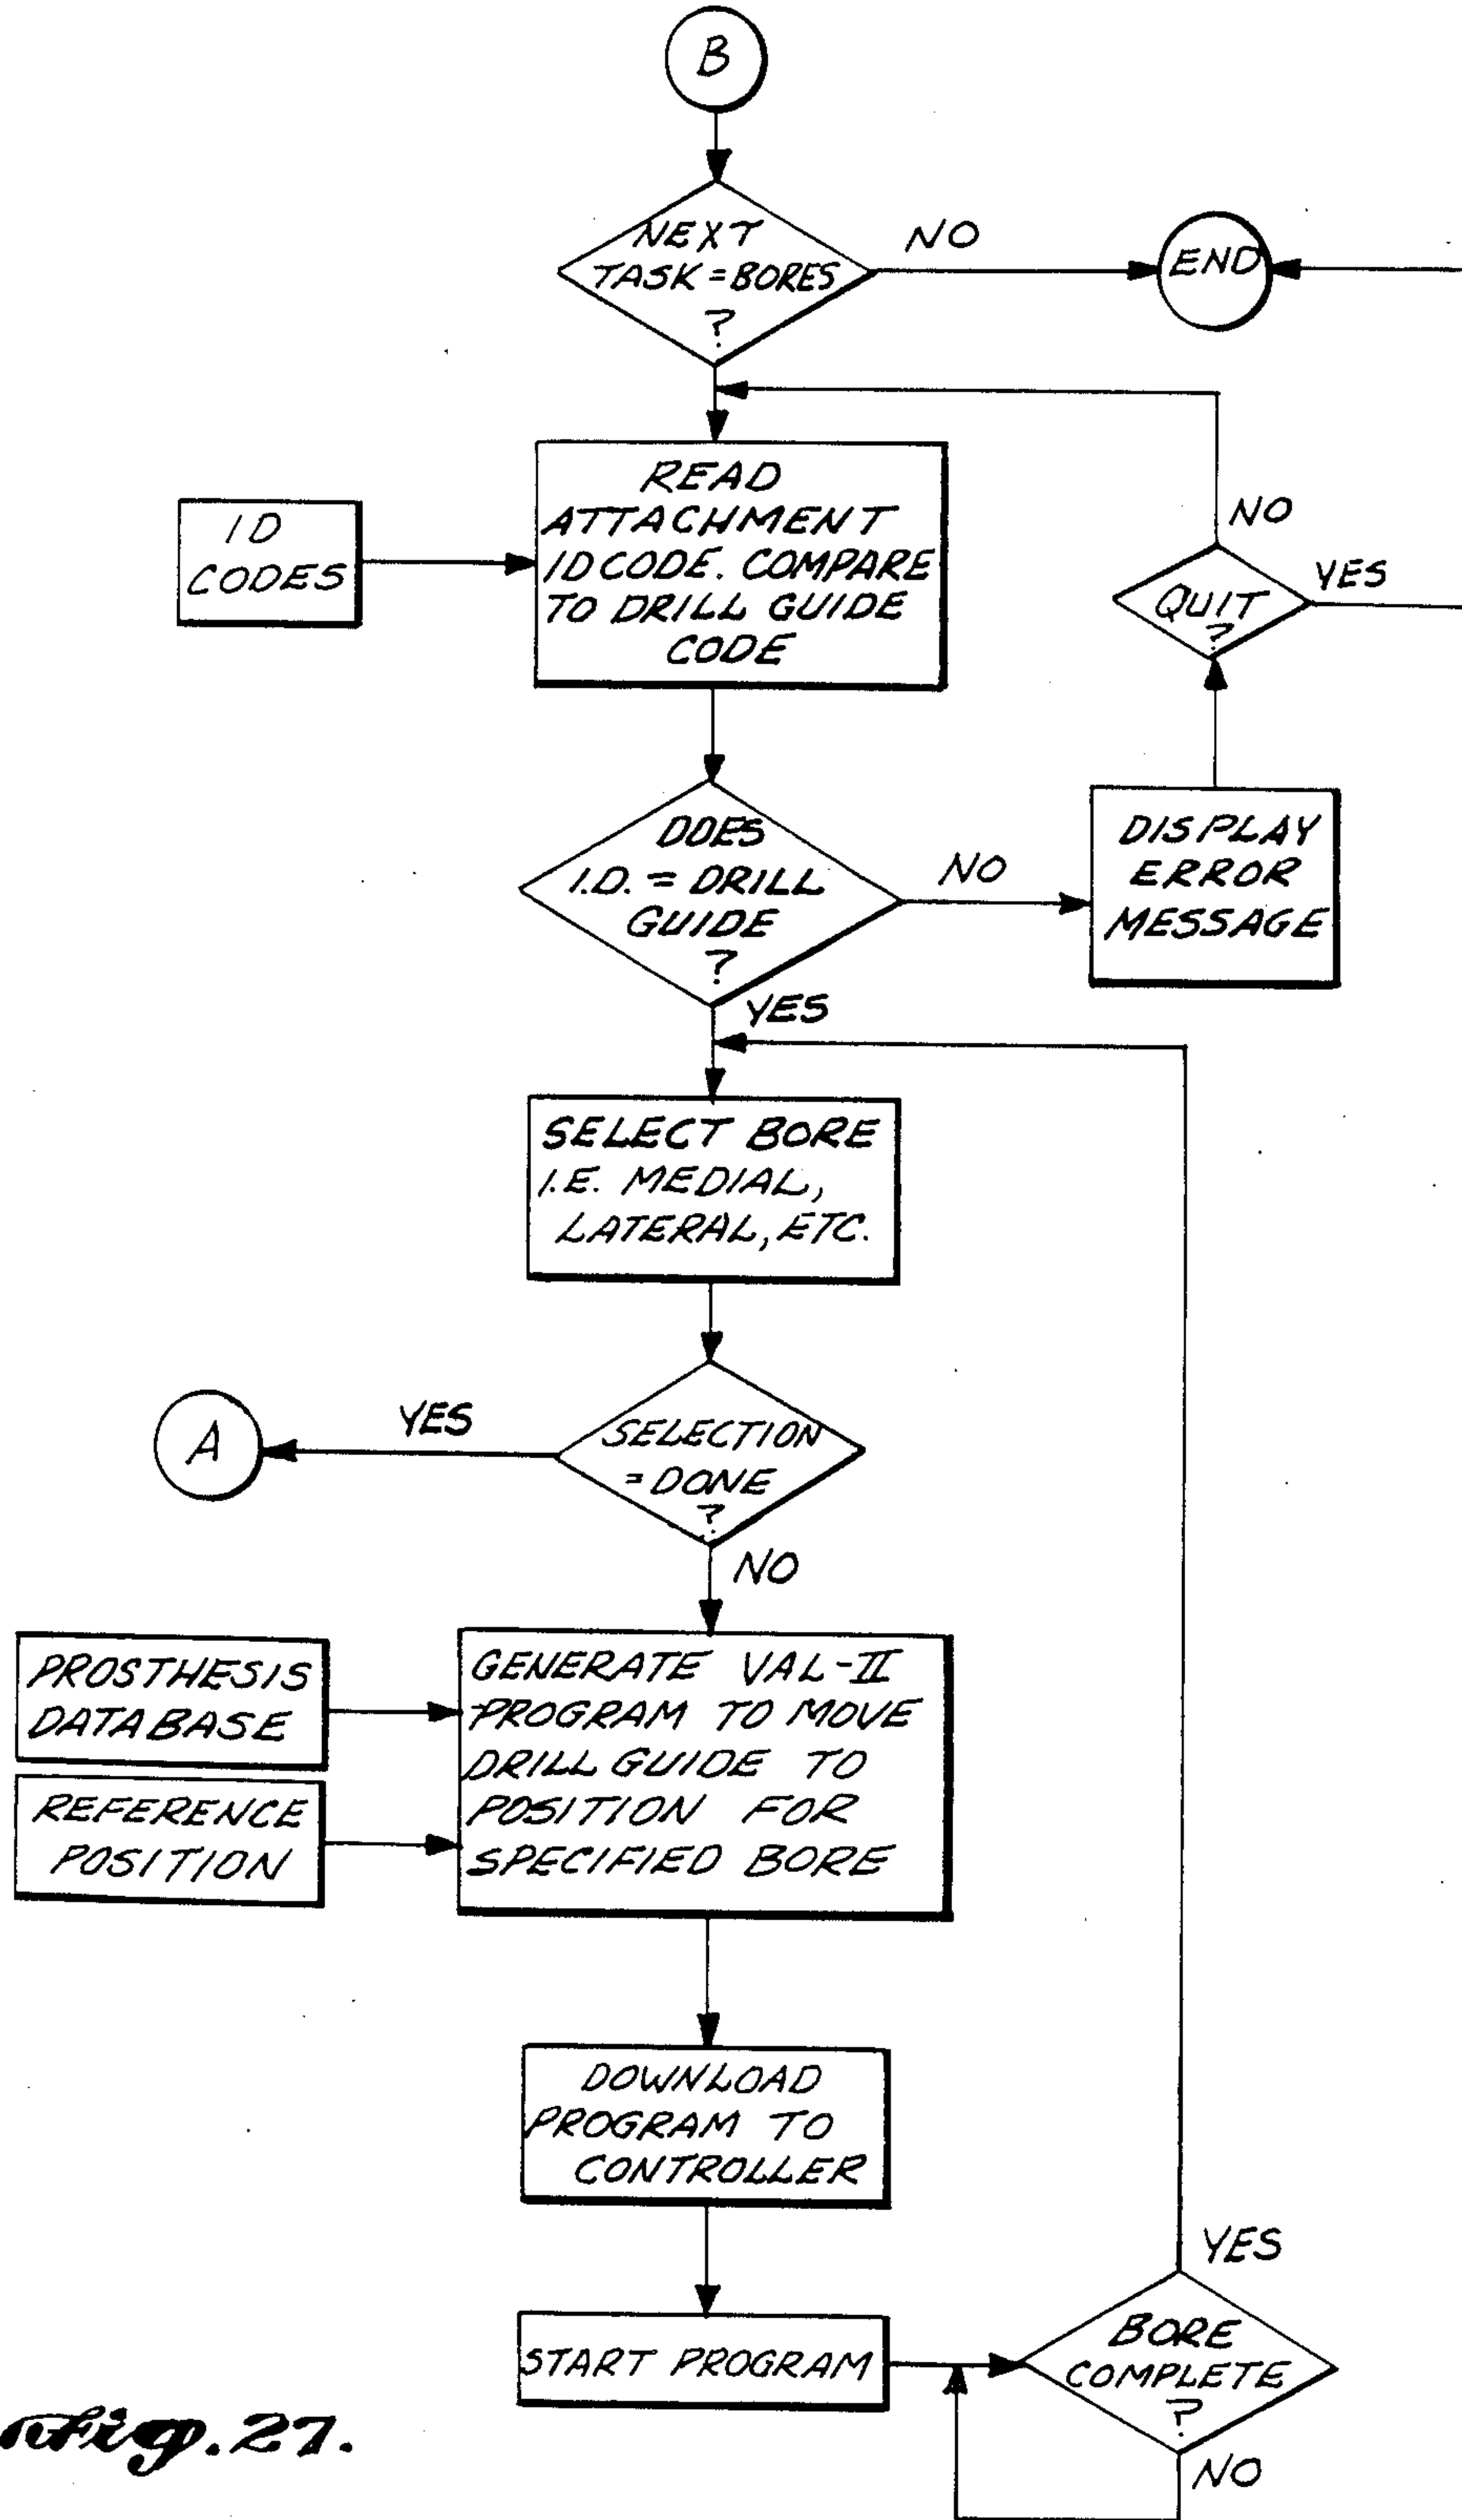 B
NEXT
TASK = BORES
?
NO
END
READ
ATTACHMENT
ID CODE. COMPARE
TO DRILL GUIDE
CODE
ID
CODES
NO
QUIT
?
YES
DOES
I.D. = DRILL
GUIDE
?
NO
DISPLAY
ERROR
MESSAGE
YES
SELECT BORE
I.E. MEDIAL,
LATERAL, ETC.
A
YES
SELECTION
= DONE
?
NO
PROSTHESIS
DATABASE
REFERENCE
POSITION
GENERATE VAL-II
PROGRAM TO MOVE
DRILL GUIDE TO
POSITION FOR
SPECIFIED BORE
DOWNLOAD
PROGRAM TO
CONTROLLER
YES
START PROGRAM
BORE
COMPLETE
?
NO
Fig. 27.